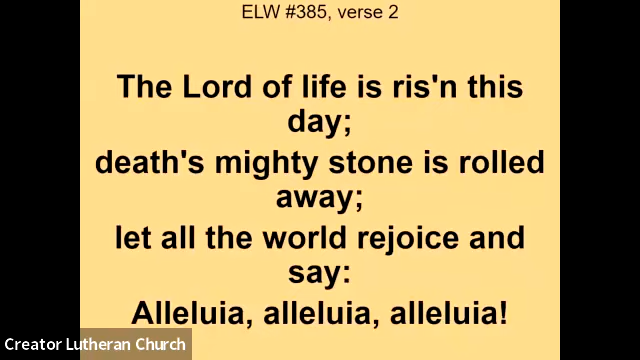 ELW #385, verse 2
The Lord of life is ris'n this
day;
death's mighty stone is rolled
away;
let all the world rejoice and
say:
Alleluia, alleluia, alleluia!
Creator Lutheran Church